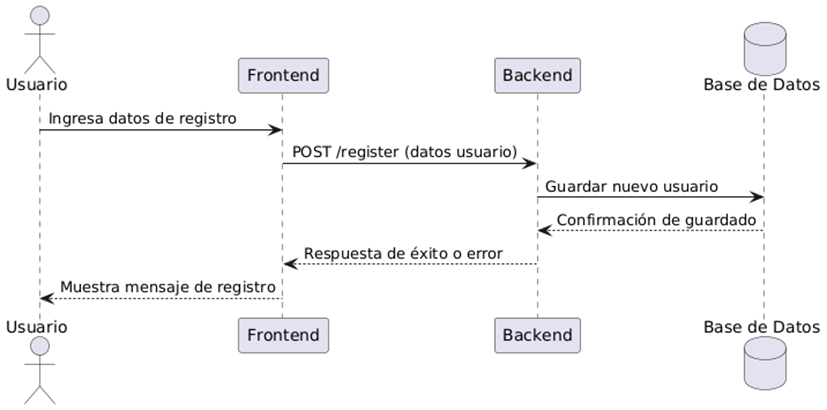 Usuario
Frontend
Backend
Base de Datos
Ingresa datos de registro
POST /register (datos usuario)
Guardar nuevo usuario
Confirmación de guardado
Respuesta de éxito o error
Muestra mensaje de registro
Usuario
Frontend
Backend
Base de Datos